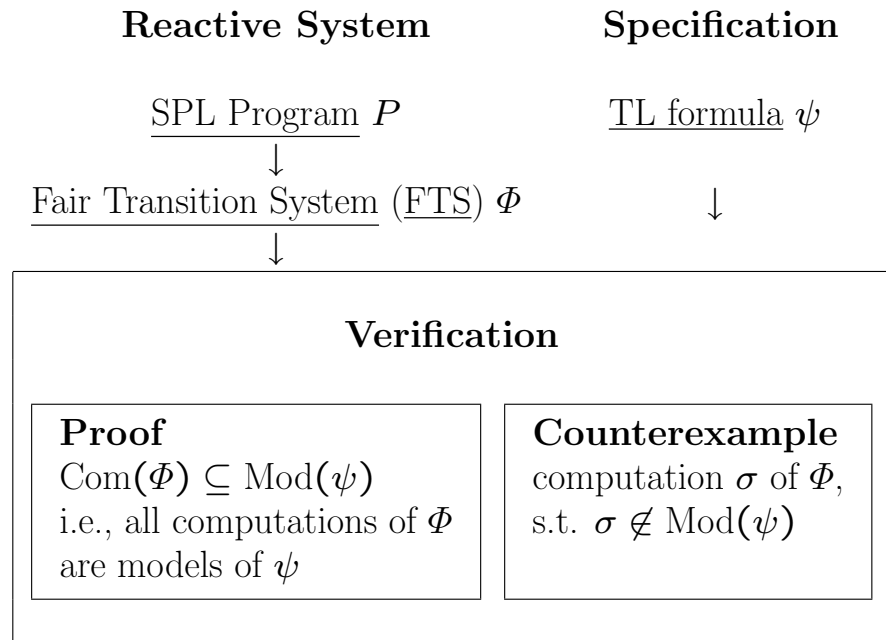 Reactive System Specification
SPL Program P TL formula ψ
↓
Fair Transition System (FTS) Φ ↓
↓
Verification
Proof
Com(Φ) ⊆ Mod(ψ)
i.e., all computations of Φ
are models of ψ
Counterexample
computation σ of Φ,
s.t. σ ∉ Mod(ψ)